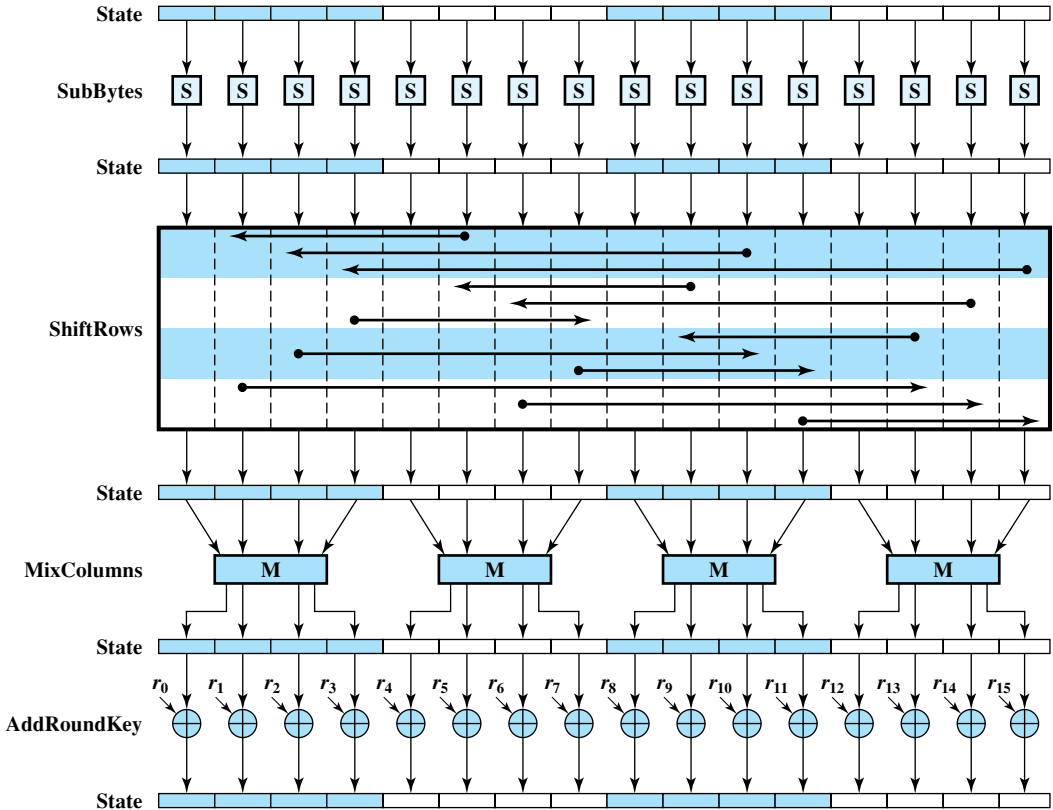 State
SubBytes S S S S S S S S S S S S S S S S
State
ShiftRows
State
MixColumns M M M M
State
r0 r1 r2 r3 r4 r5 r6 r7 r8 r9 r10 r11 r12 r13 r14 r15
AddRoundKey
State